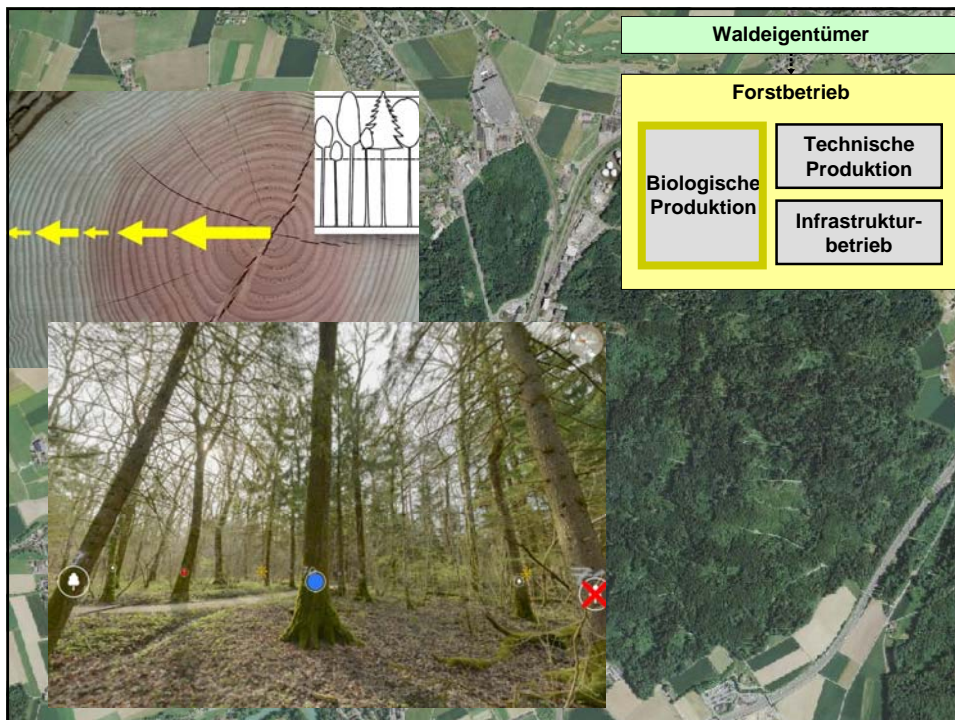 Waldeigentümer
Forstbetrieb
Biologische
Produktion
Technische
Produktion
Infrastruktur-
betrieb